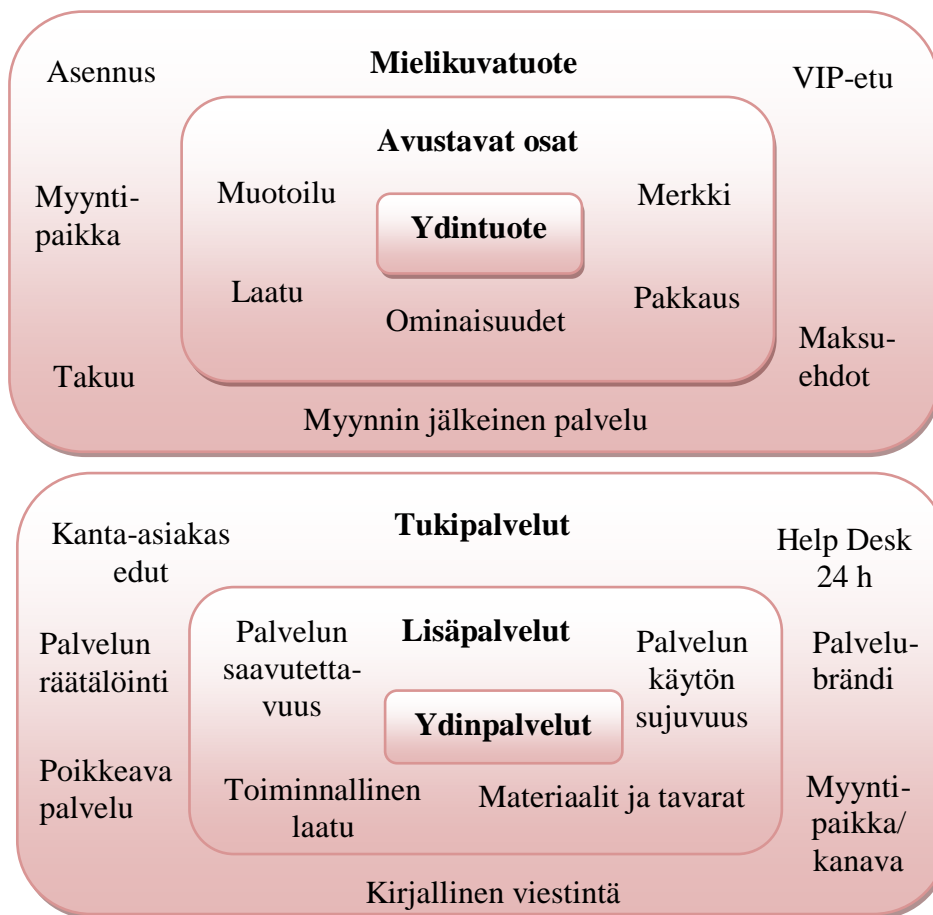 Asennus
Mielikuvatuote
VIP-etu
Avustavat osat
Muotoilu
Merkki
Myynti-
paikka
Ydintuote
Laatu
Ominaisuudet
Pakkaus
Takuu
Maksu-
ehdot
Myynnin jälkeinen palvelu
Kanta-asiakas
edut
Tukipalvelut
Help Desk
24 h
Palvelun
räätälöinti
Palvelun
saavutetta-
vuus
Lisäpalvelut
Palvelun
käytön
sujuvuus
Palvelu-
brändi
Ydinpalvelut
Poikkeava
palvelu
Toiminnallinen
laatu
Materiaalit ja tavarat
Myynti-
paikka/
kanava
Kirjallinen viestintä